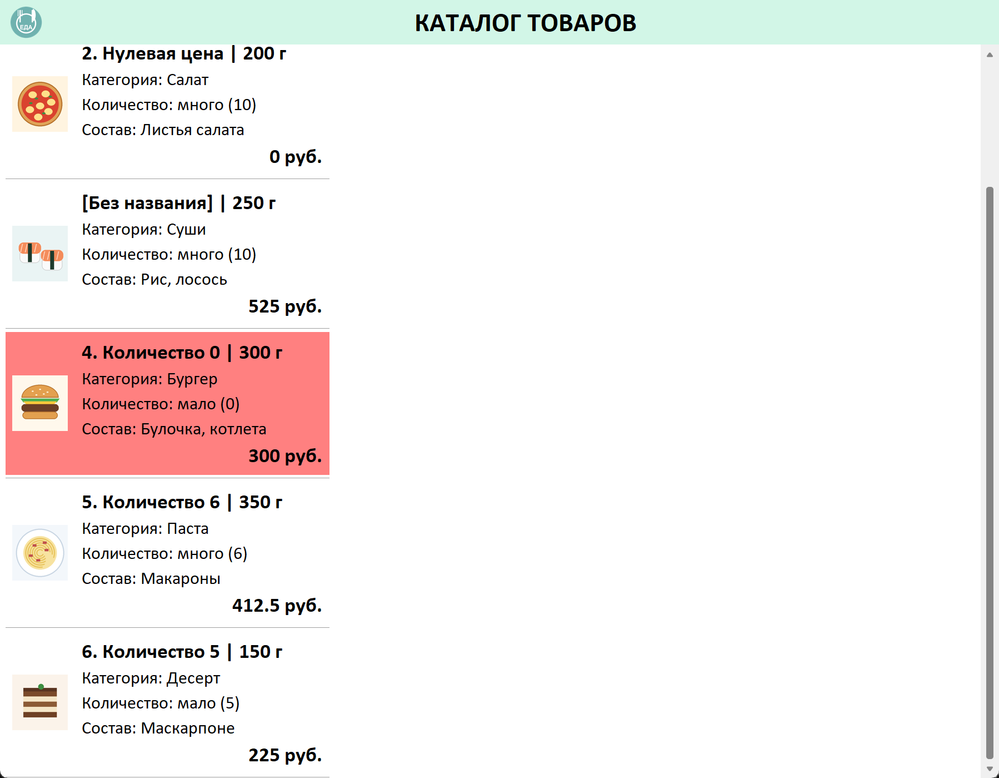 ЕДА
КАТАЛОГ ТОВАРОВ
2. Нулевая цена | 200 г
Категория: Салат
Количество: много (10)
Состав: Листья салата
0 руб.
[Без названия] | 250 г
Категория: Суши
Количество: много (10)
Состав: Рис, лосось
525 руб.
4. Количество 0 | 300 г
Категория: Бургер
Количество: мало (0)
Состав: Булочка, котлета
300 руб.
5. Количество 6 | 350 г
Категория: Паста
Количество: много (6)
Состав: Макароны
412.5 руб.
6. Количество 5 | 150 г
Категория: Десерт
Количество: мало (5)
Состав: Маскарпоне
225 руб.